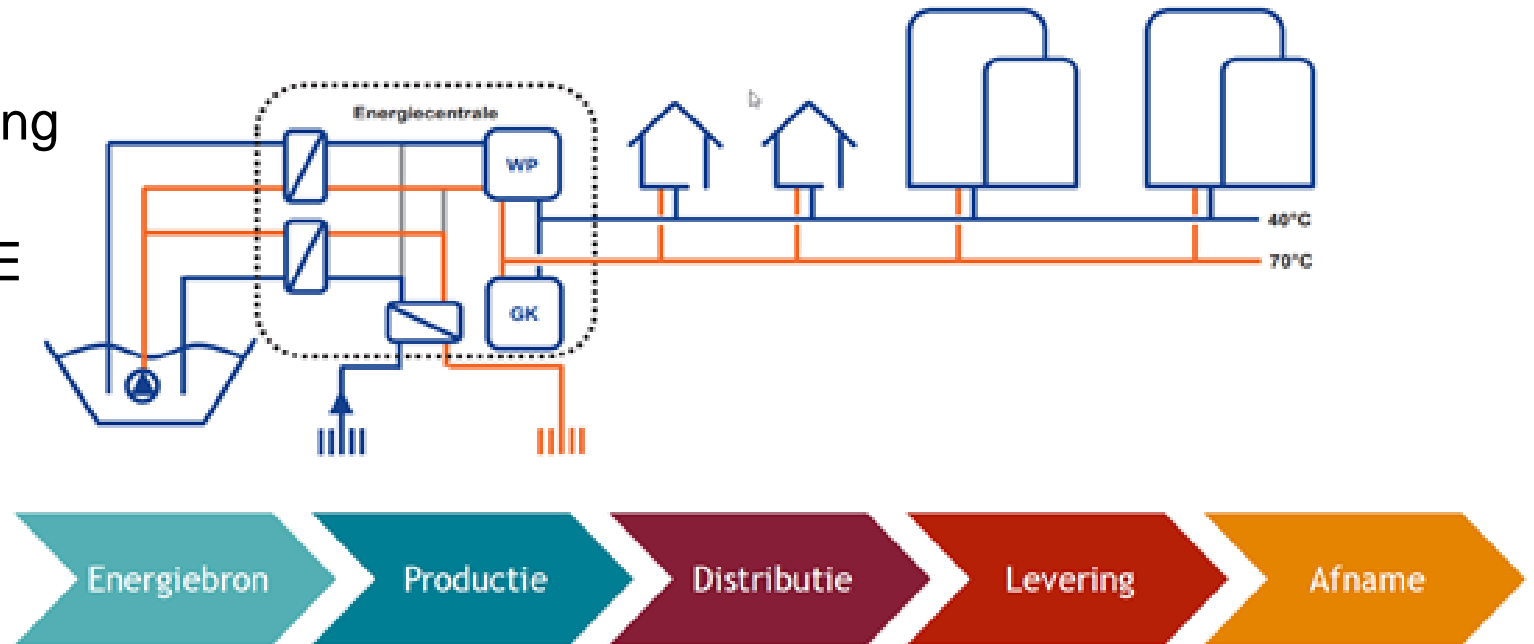 ng
E
Energiecentrale
WP
GK
40°C
70°C
Energiebron
Productie
Distributie
Levering
Afname